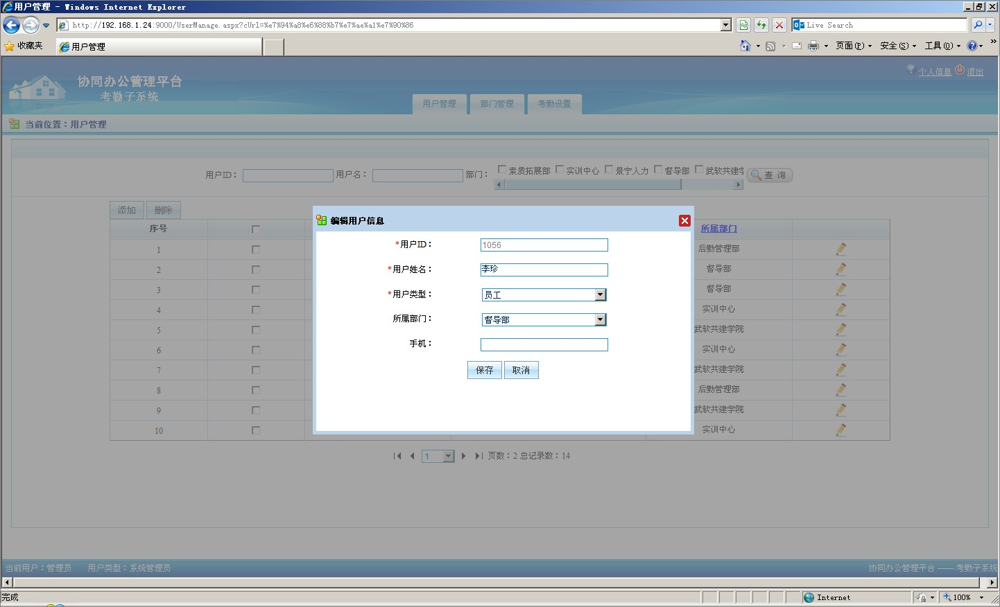 用户管理 - Windows Internet Explorer
http://192.168.1.24:9000/UserManage.aspx?cUrl=%e7%94%a8%e6%88%b7%e7%ae%a1%e7%90%86
Live Search
收藏夹
用户管理
页面(P)
安全(S)
工具(O)
»
协同办公管理平台
考勤子系统
个人信息
退出
用户管理
部门管理
考勤设置
当前位置:用户管理
用户ID:
用户名:
部门:
素质拓展部
实训中心
景宁人力
督导部
武软共建学
查 询
添加
删除
序号
所属部门
1 后勤管理部
2 督导部
3 督导部
4 实训中心
5 武软共建学院
6 实训中心
7 武软共建学院
8 后勤管理部
9 武软共建学院
10 实训中心
编辑用户信息
*用户ID: 1056
*用户姓名: 李珍
*用户类型: 员工
所属部门: 督导部
手机:
保存
取消
1
页数:2 总记录数:14
当前用户:管理员
用户类型:系统管理员
协同办公管理平台 ——考勤子系统
完成
Internet
100%